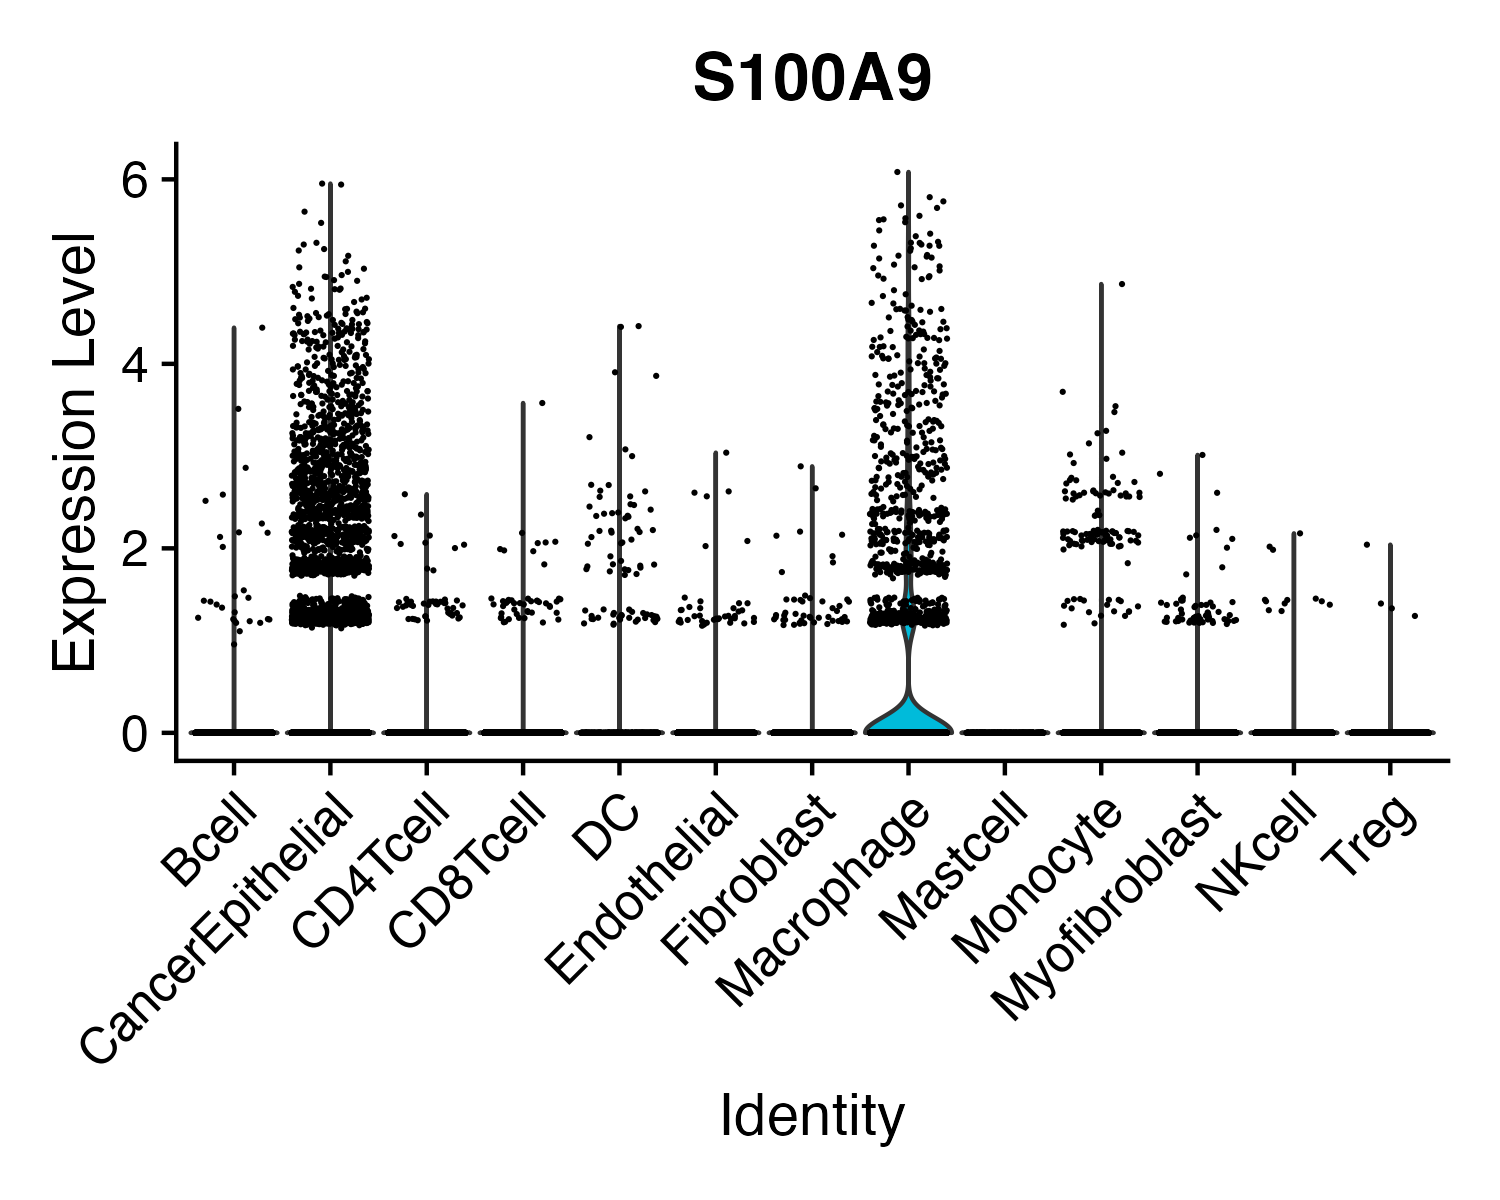 S100A9
Expression Level
6
4
2
0
Bcell
CancerEpithelial
CD4Tcell
CD8Tcell
DC
Endothelial
Fibroblast
Macrophage
Mastcell
Monocyte
Myofibroblast
NKcell
Treg
Identity